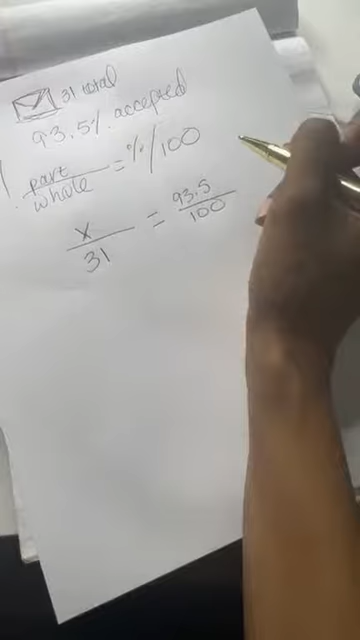 31 total
93.5% accepted
part/whole = %/100
x/31 = 93.5/100